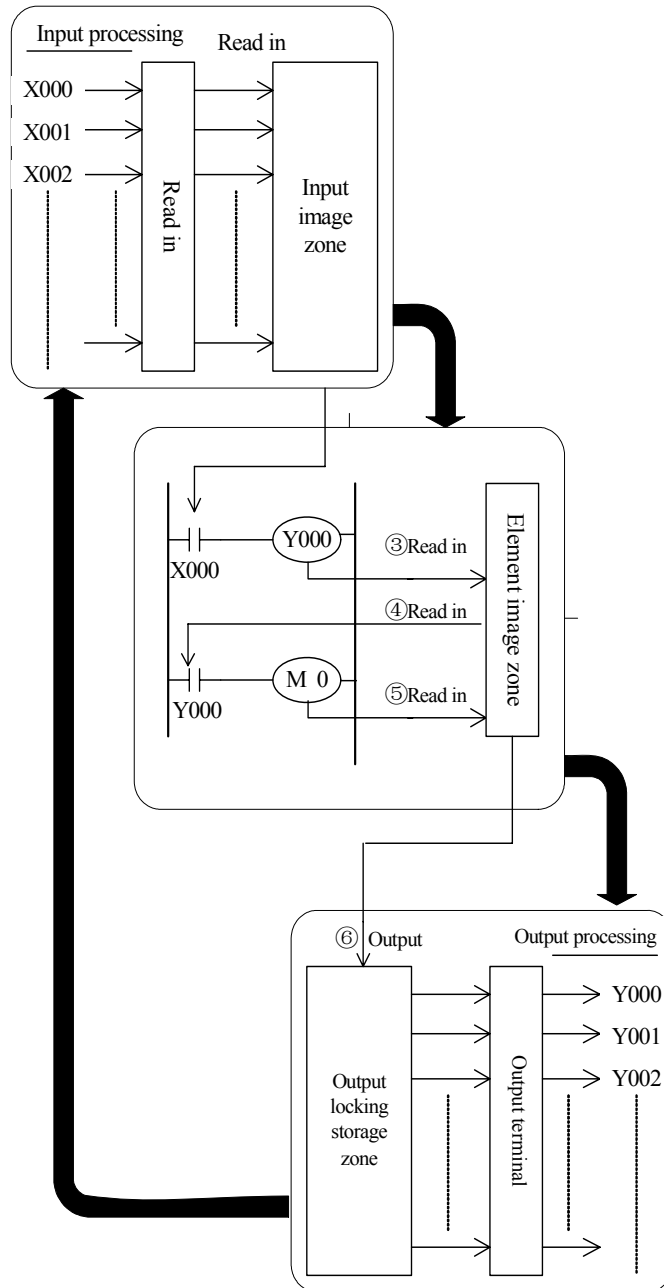 Input processing
Read in
X000
X001
X002
Read in
Input
image
zone
X000
Y000
③Read in
④Read in
Y000
M 0
⑤Read in
Element image zone
⑥ Output
Output processing
Output
locking
storage
zone
Output terminal
Y000
Y001
Y002